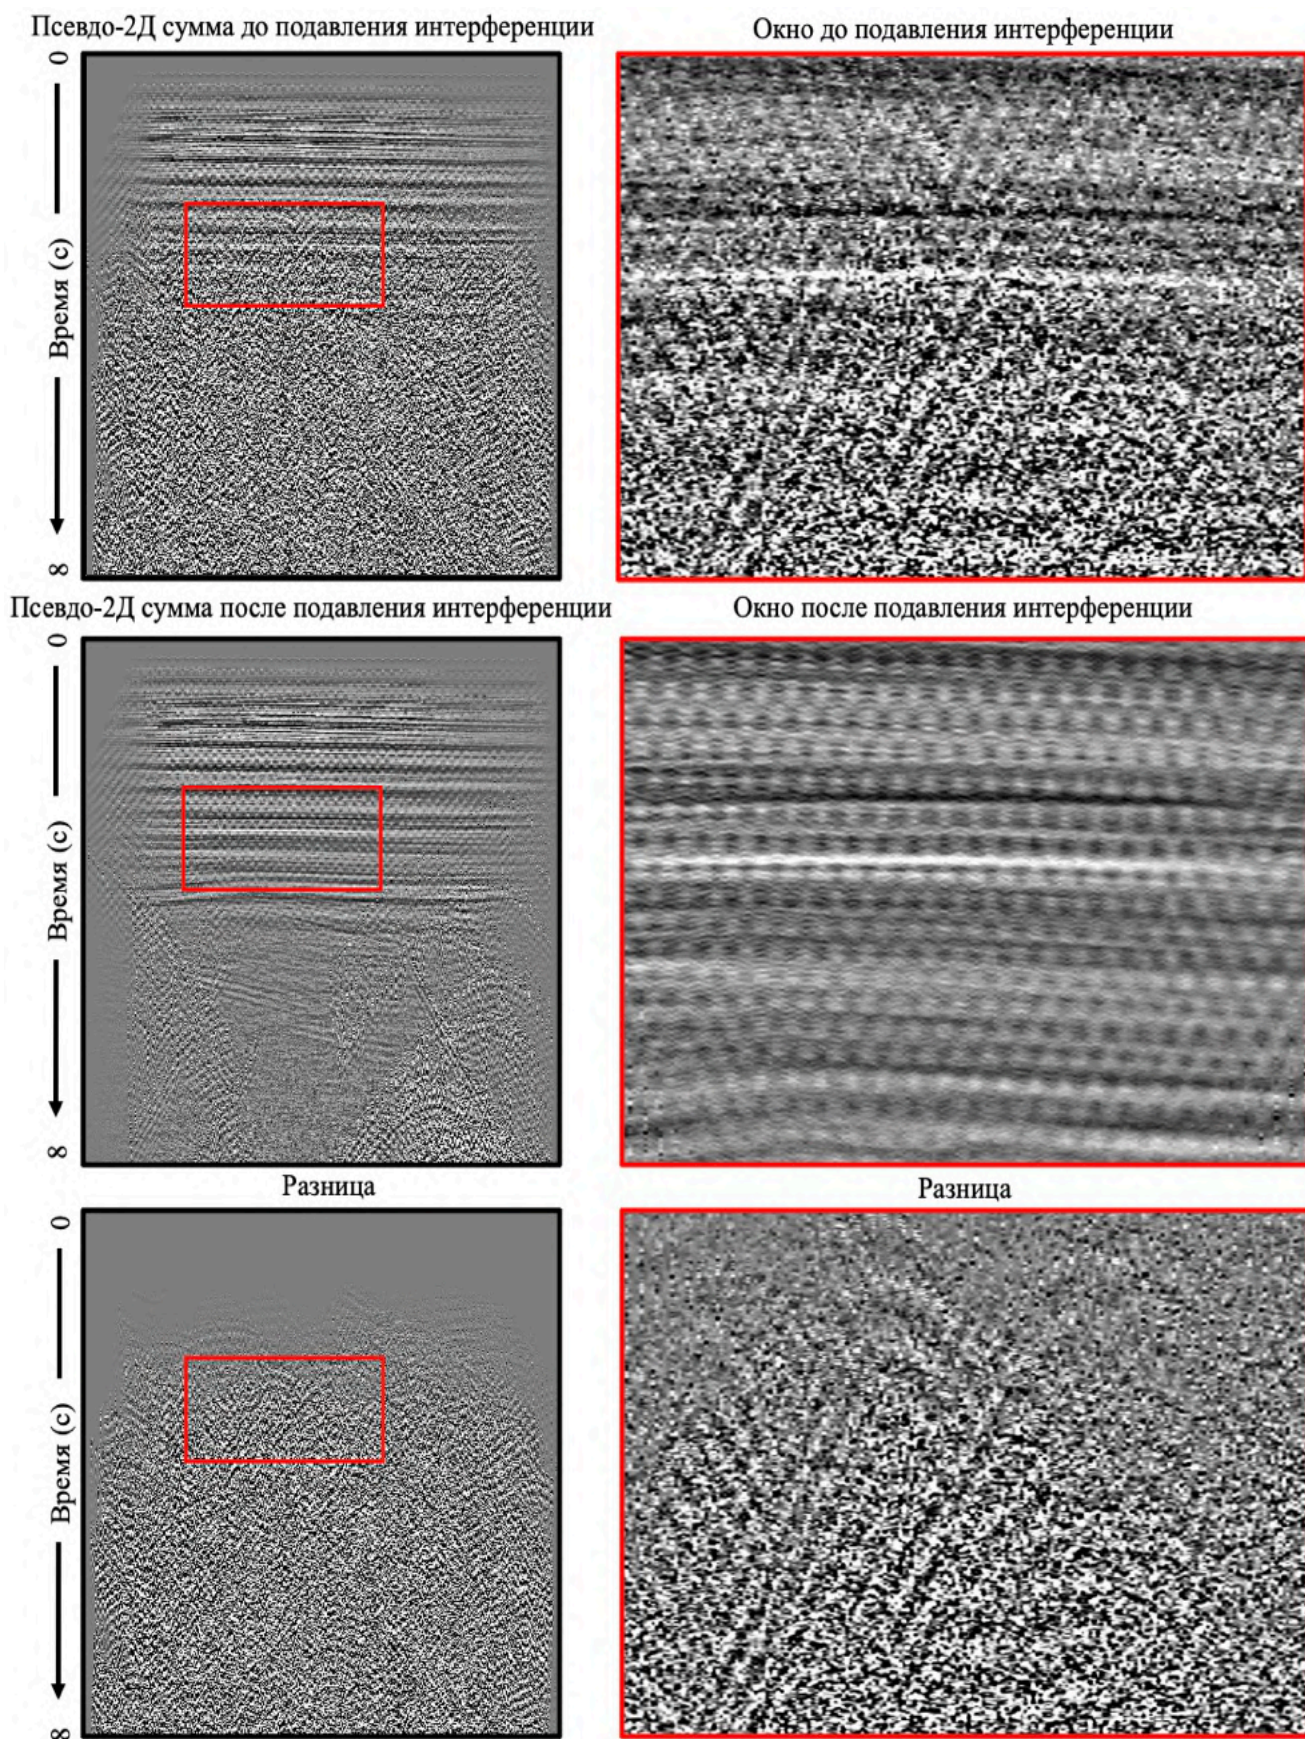 Псевдо-2Д сумма до подавления интерференции
Окно до подавления интерференции
0
Время (с)
8
Псевдо-2Д сумма после подавления интерференции
Окно после подавления интерференции
0
Время (с)
8
Разница
Разница
0
Время (с)
8